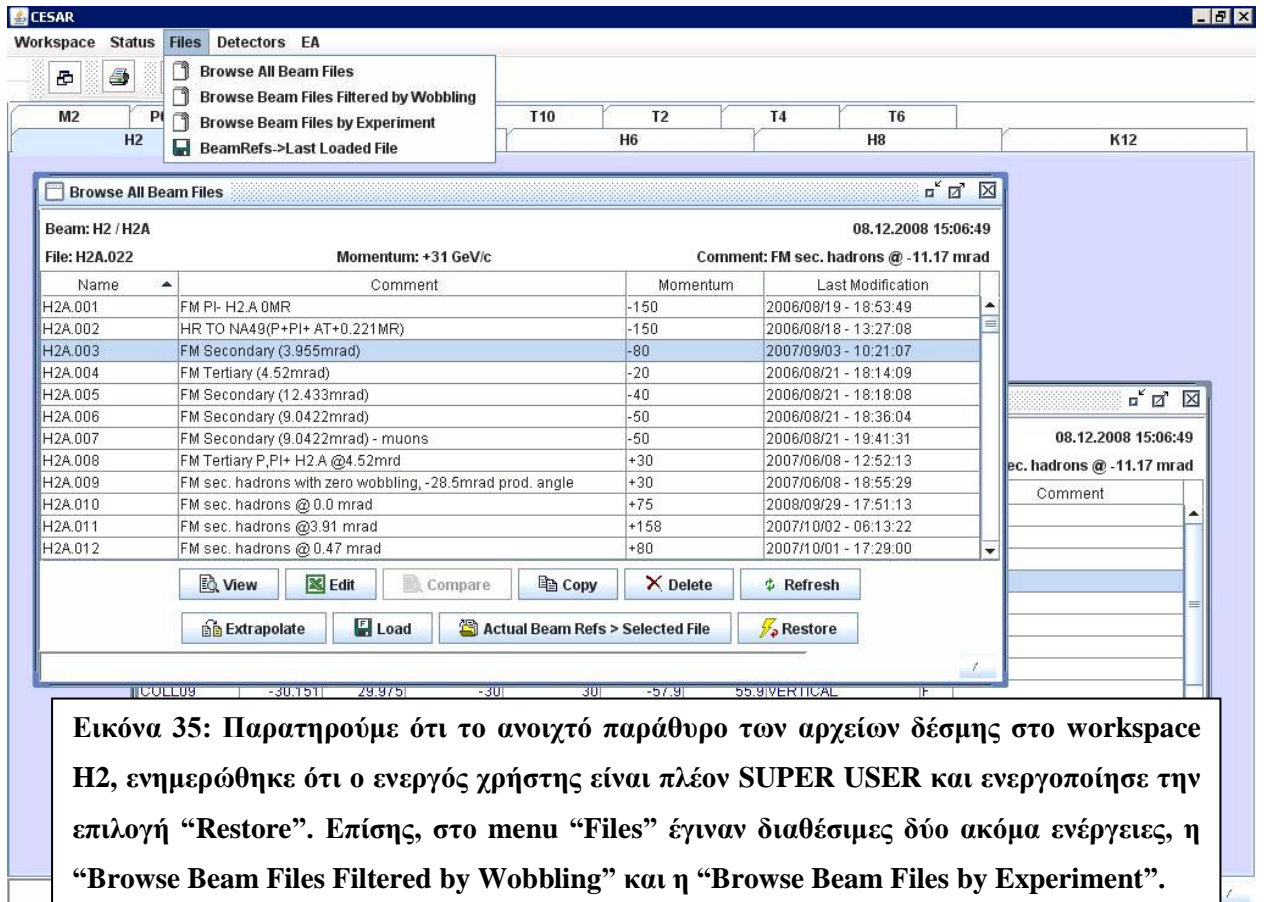 CESAR
Workspace Status Files Detectors EA
Browse All Beam Files
Browse Beam Files Filtered by Wobbling
Browse Beam Files by Experiment
BeamRefs->Last Loaded File
M2 T10 T2 T4 T6
H2 H6 H8 K12
Browse All Beam Files
Beam: H2 / H2A 08.12.2008 15:06:49
File: H2A.022 Momentum: +31 GeV/c Comment: FM sec. hadrons @ -11.17 mrad
Name Comment Momentum Last Modification
H2A.001 FM PI- H2.A 0MR -150 2006/08/19 - 18:53:49
H2A.002 HR TO NA49(P+PI+ AT+0.221MR) -150 2006/08/18 - 13:27:08
H2A.003 FM Secondary (3.955mrad) -80 2007/09/03 - 10:21:07
H2A.004 FM Tertiary (4.52mrad) -20 2006/08/21 - 18:14:09
H2A.005 FM Secondary (12.433mrad) -40 2006/08/21 - 18:18:08
H2A.006 FM Secondary (9.0422mrad) -50 2006/08/21 - 18:36:04
H2A.007 FM Secondary (9.0422mrad) - muons -50 2006/08/21 - 19:41:31
H2A.008 FM Tertiary P,PI+ H2.A @4.52mrd +30 2007/06/08 - 12:52:13
H2A.009 FM sec. hadrons with zero wobbling, -28.5mrad prod. angle +30 2007/06/08 - 18:55:29
H2A.010 FM sec. hadrons @ 0.0 mrad +75 2008/09/29 - 17:51:13
H2A.011 FM sec. hadrons @3.91 mrad +158 2007/10/02 - 06:13:22
H2A.012 FM sec. hadrons @ 0.47 mrad +80 2007/10/01 - 17:29:00
View Edit Compare Copy Delete Refresh
Extrapolate Load Actual Beam Refs > Selected File Restore
08.12.2008 15:06:49
ec. hadrons @ -11.17 mrad
Comment
COLL09 -30.151 29.975 -30 30 -57.9 55.9 VERTICAL F
Εικόνα 35: Παρατηρούμε ότι το ανοιχτό παράθυρο των αρχείων δέσμης στο workspace
H2, ενημερώθηκε ότι ο ενεργός χρήστης είναι πλέον SUPER USER και ενεργοποίησε την
επιλογή “Restore”. Επίσης, στο menu “Files” έγιναν διαθέσιμες δύο ακόμα ενέργειες, η
“Browse Beam Files Filtered by Wobbling” και η “Browse Beam Files by Experiment”.